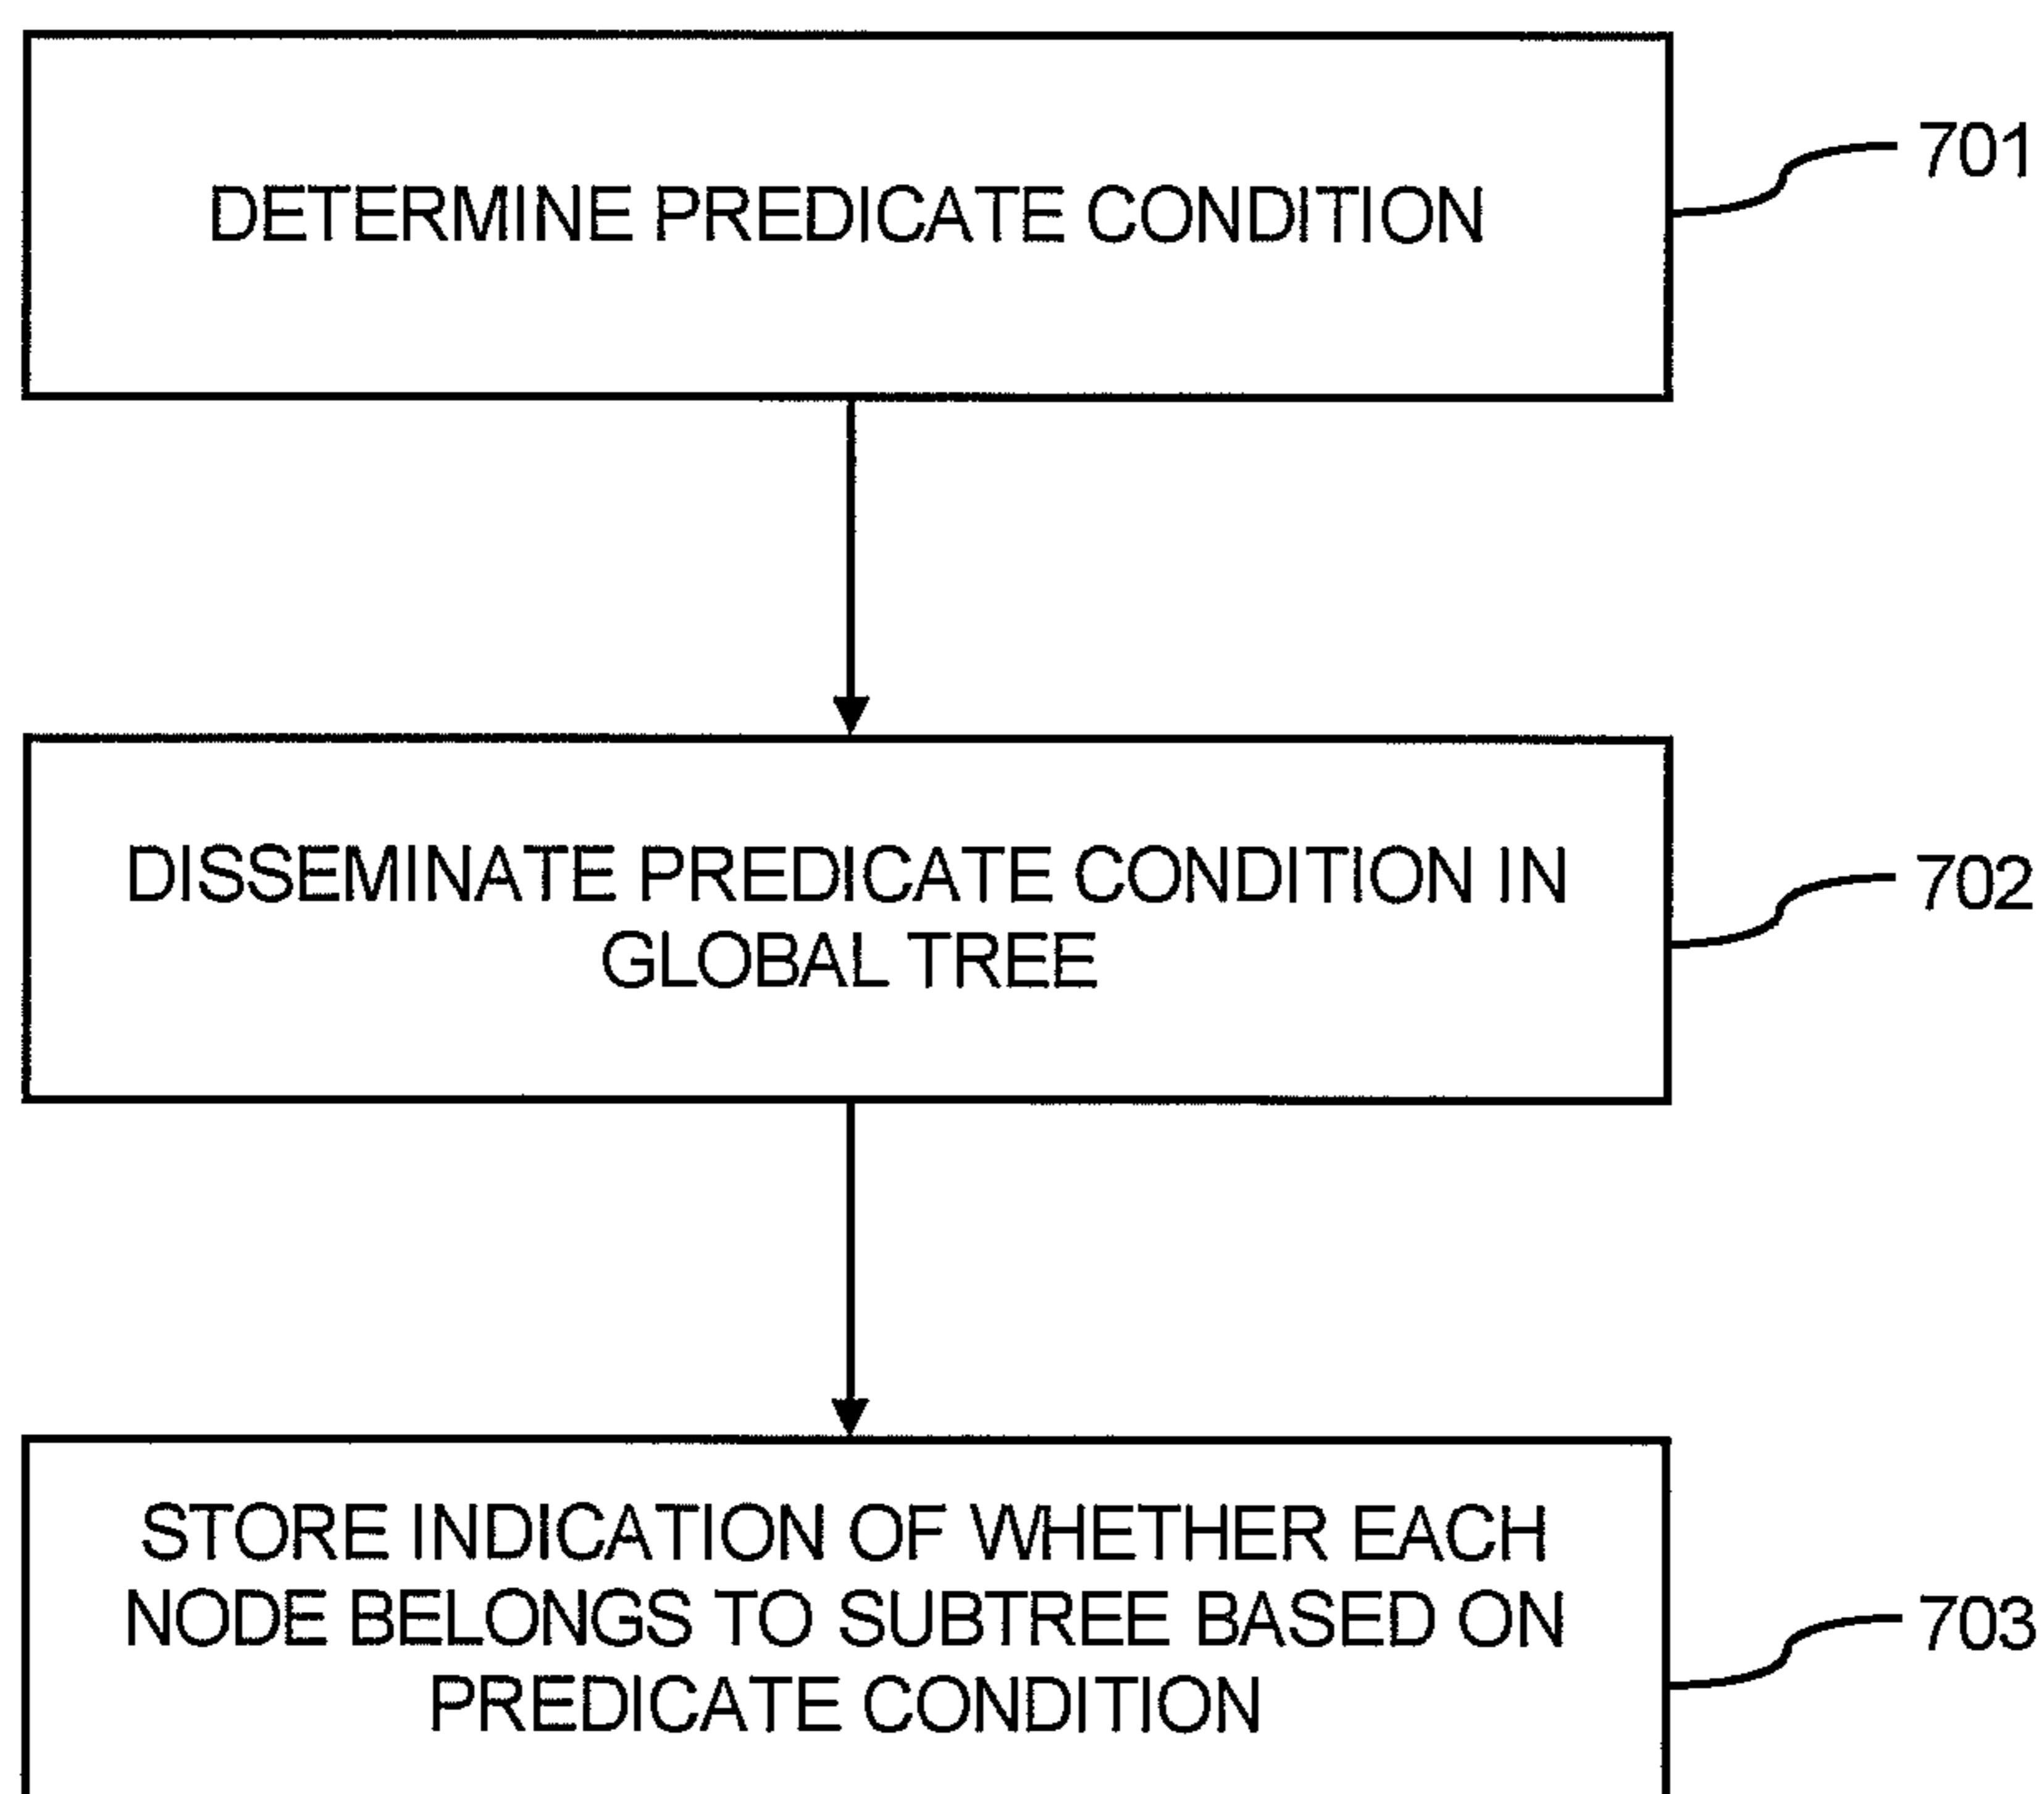 DETERMINE PREDICATE CONDITION
701
DISSEMINATE PREDICATE CONDITION IN
GLOBAL TREE
702
STORE INDICATION OF WHETHER EACH
NODE BELONGS TO SUBTREE BASED ON
PREDICATE CONDITION
703